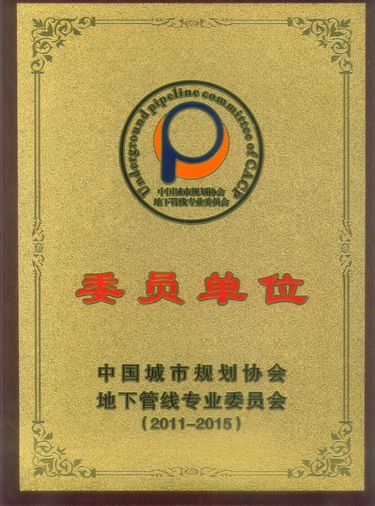 Underground pipeline committee of CACP
中国城市规划协会
地下管线专业委员会
委员单位
中国城市规划协会
地下管线专业委员会
(2011-2015)